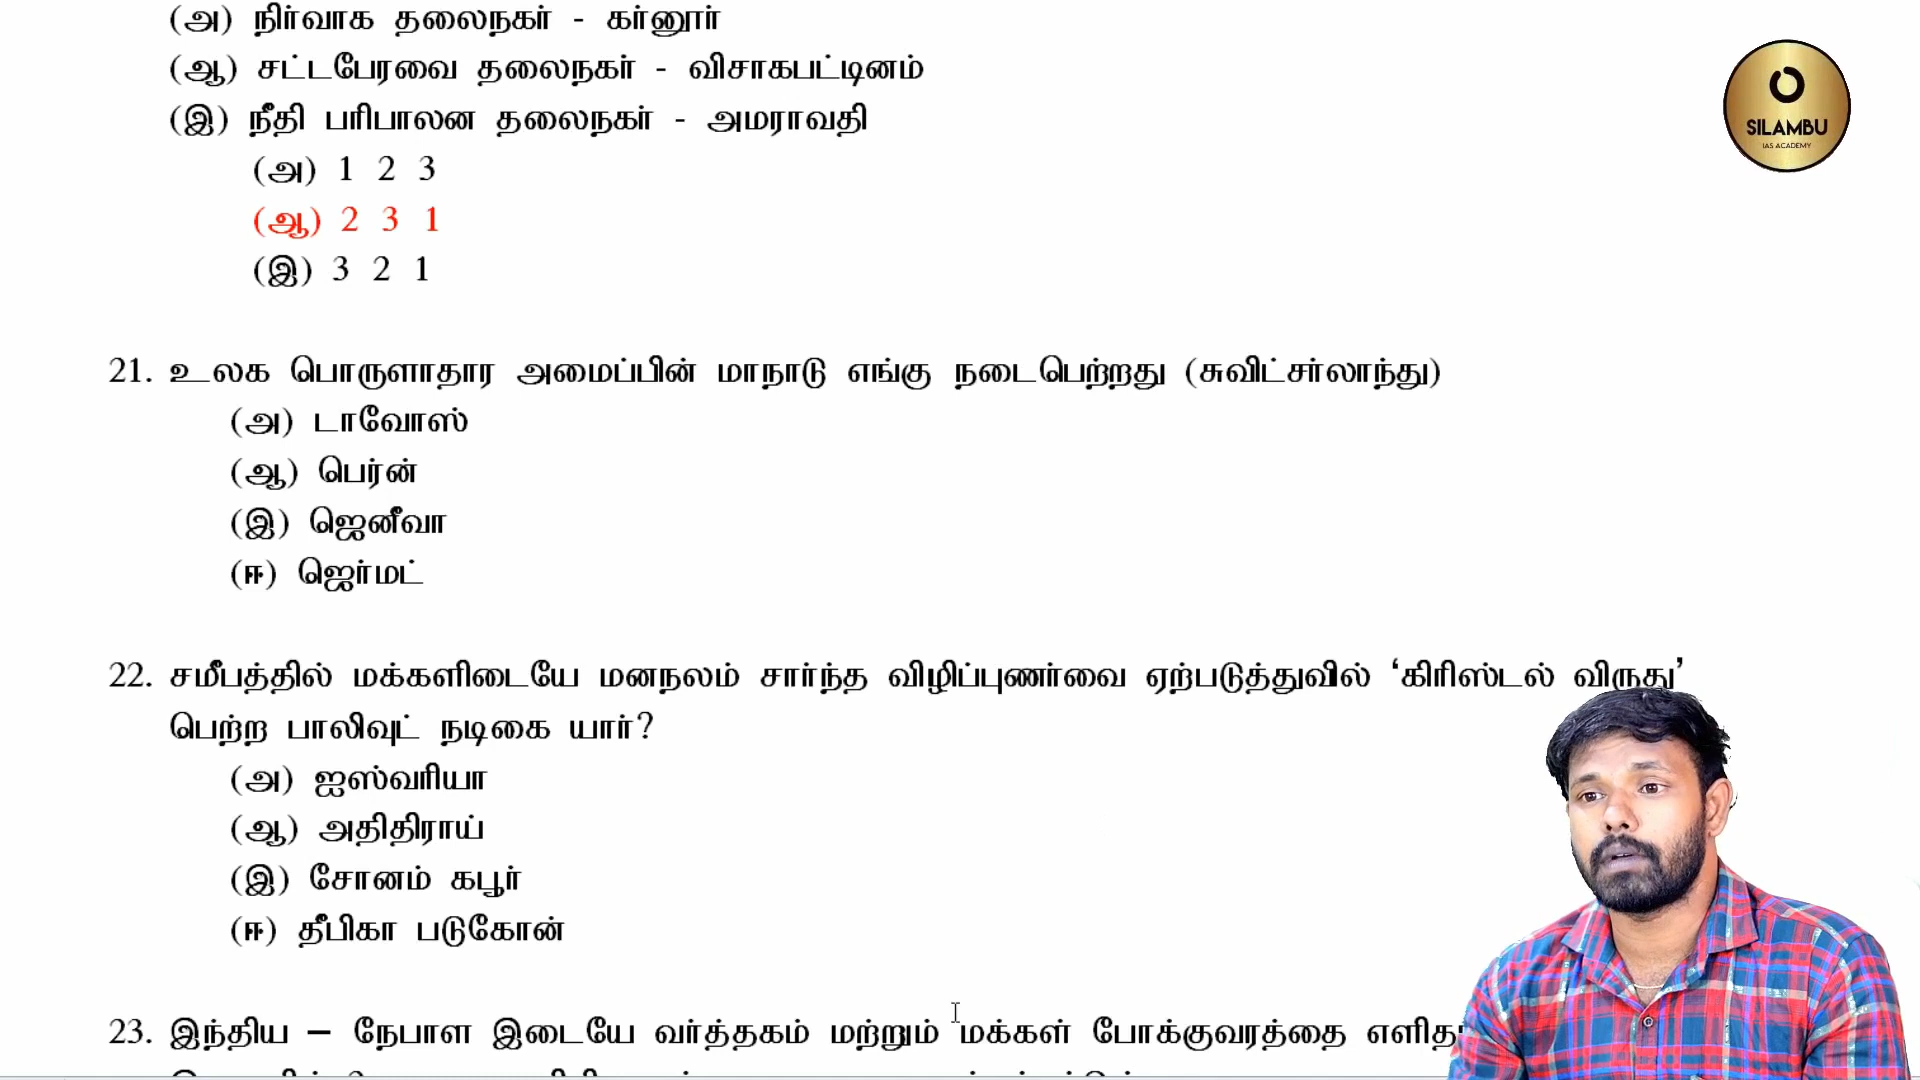 (அ) நிர்வாக தலைநகர் - கர்னூர்
(ஆ) சட்டபேரவை தலைநகர் - விசாகபட்டினம்
(இ) நீதி பரிபாலன தலைநகர் - அமராவதி
(அ) 1 2 3
(ஆ) 2 3 1
(இ) 3 2 1
SILAMBU
IAS ACADEMY
21. உலக பொருளாதார அமைப்பின் மாநாடு எங்கு நடைபெற்றது (சுவிட்சர்லாந்து)
(அ) டாவோஸ்
(ஆ) பெர்ன்
(இ) ஜெனீவா
(ஈ) ஜெர்மட்
22. சமீபத்தில் மக்களிடையே மனநலம் சார்ந்த விழிப்புணர்வை ஏற்படுத்துவில் ‘கிரிஸ்டல் விருது’
பெற்ற பாலிவுட் நடிகை யார்?
(அ) ஐஸ்வரியா
(ஆ) அதிதிராய்
(இ) சோனம் கபூர்
(ஈ) தீபிகா படுகோன்
23. இந்திய – நேபாள இடையே வர்த்தகம் மற்றும் மக்கள் போக்குவரத்தை